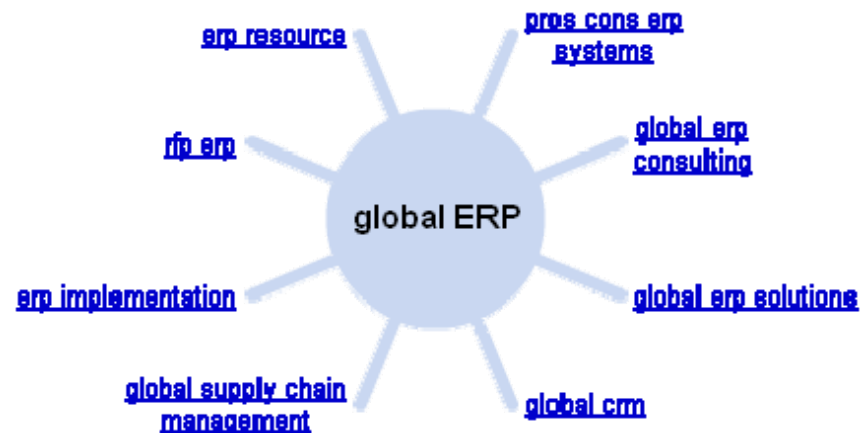 erp resource
pros cons erp
systems
rfp erp
global erp
consulting
global ERP
erp implementation
global erp solutions
global supply chain
management
global crm